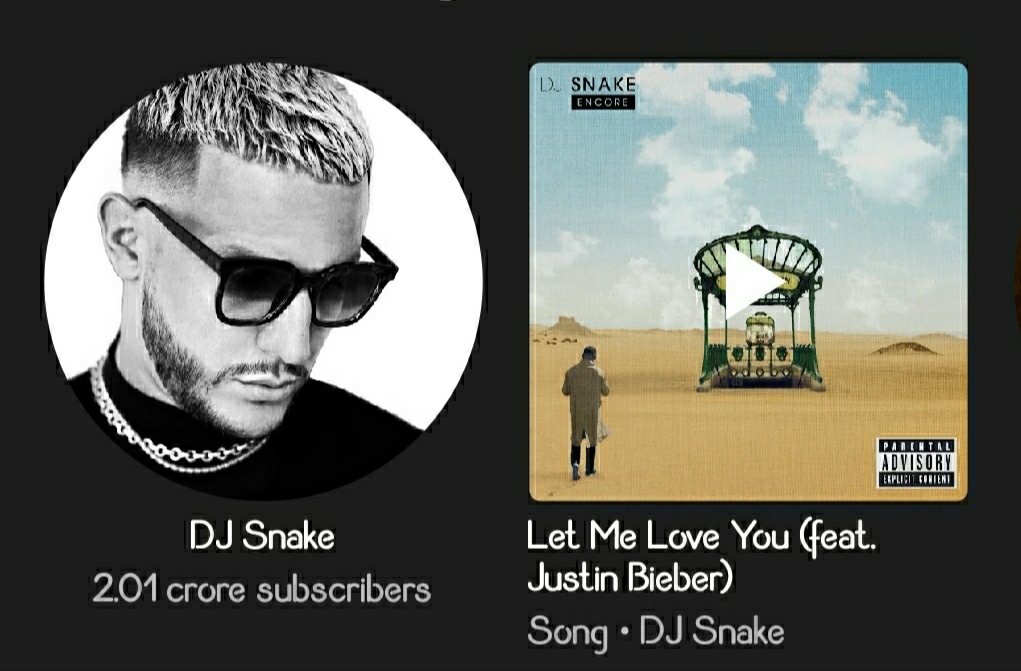 DJ SNAKE
ENCORE
PARENTAL
ADVISORY
EXPLICIT CONTENT
DJ Snake
2.01 crore subscribers
Let Me Love You (feat.
Justin Bieber)
Song • DJ Snake